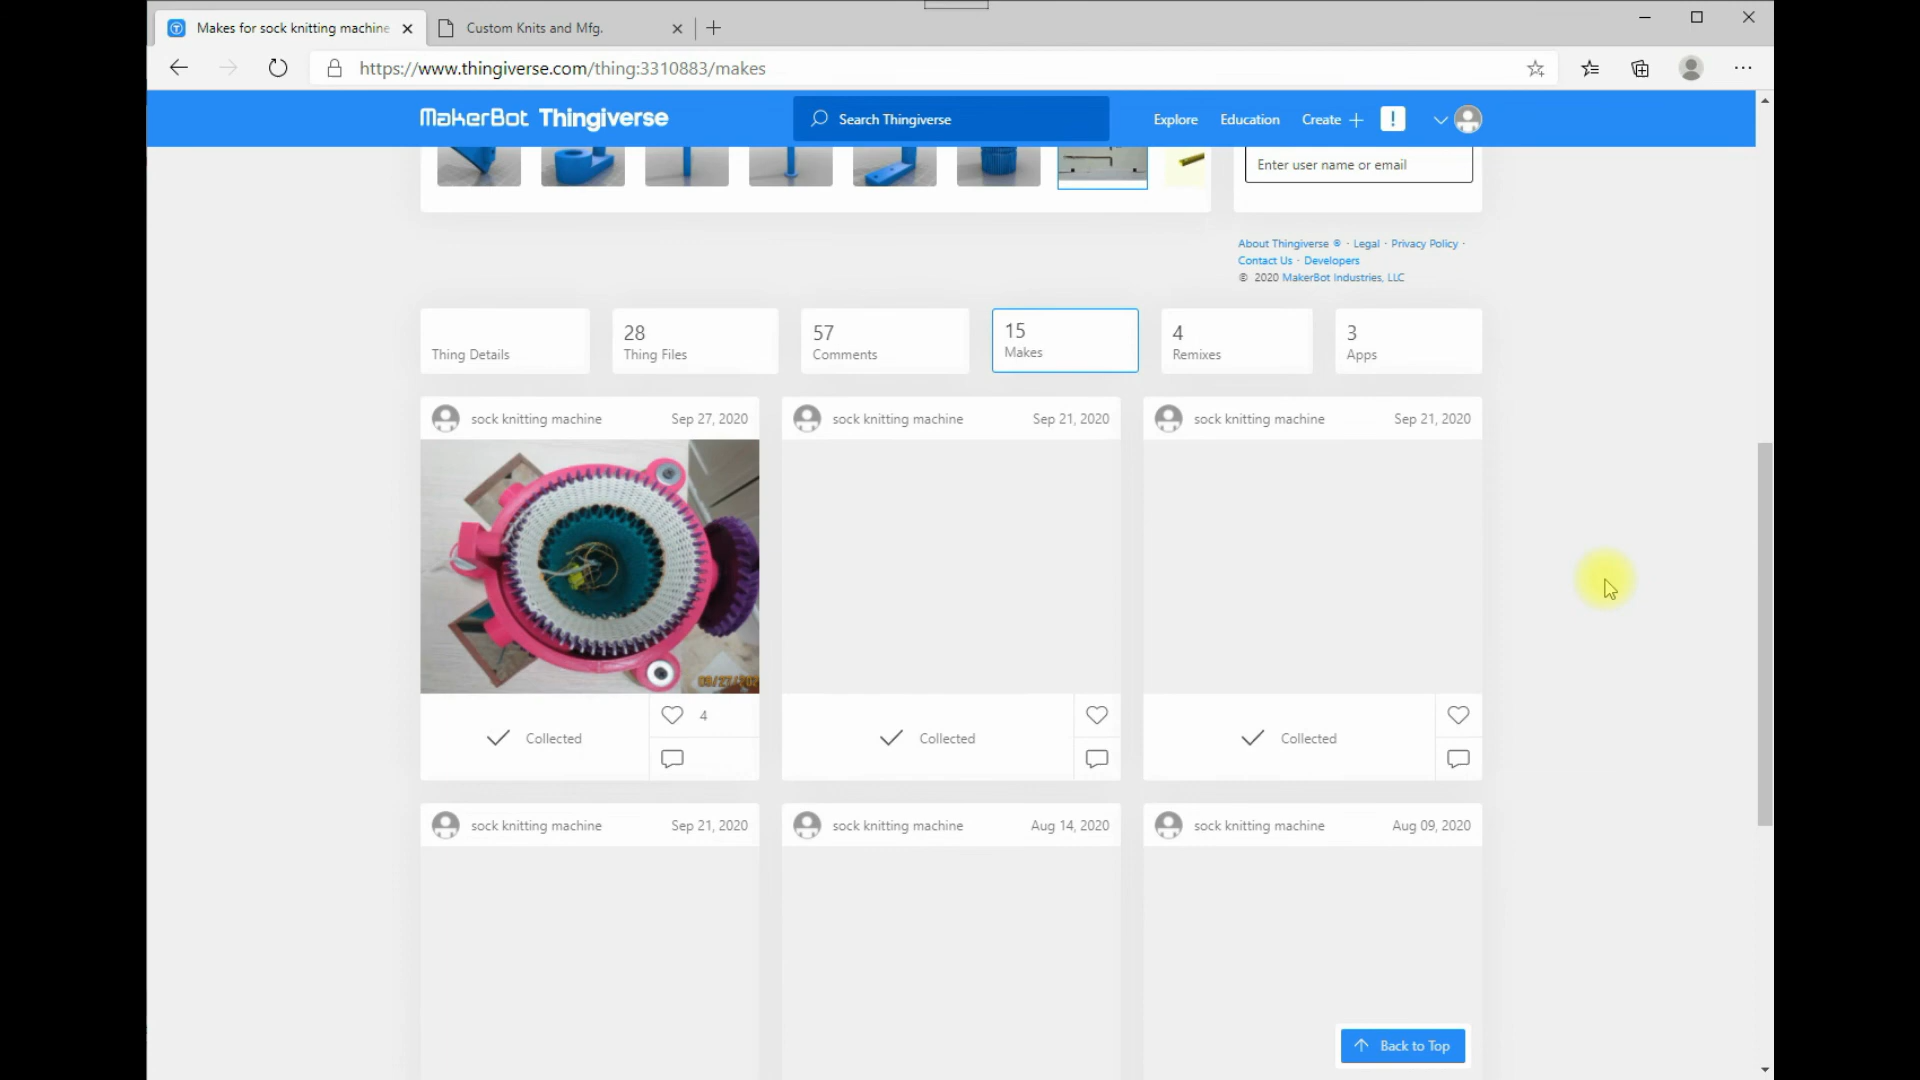 Makes for sock knitting machine
Custom Knits and Mfg.
https://www.thingiverse.com/thing:3310883/makes
MakerBot Thingiverse
Search Thingiverse
Explore
Education
Create
Enter user name or email
About Thingiverse ® · Legal · Privacy Policy ·
Contact Us · Developers
© 2020 MakerBot Industries, LLC
Thing Details
28
Thing Files
57
Comments
15
Makes
4
Remixes
3
Apps
sock knitting machine Sep 27, 2020
sock knitting machine Sep 21, 2020
sock knitting machine Sep 21, 2020
Collected
4
Collected
Collected
sock knitting machine Sep 21, 2020
sock knitting machine Aug 14, 2020
sock knitting machine Aug 09, 2020
Back to Top